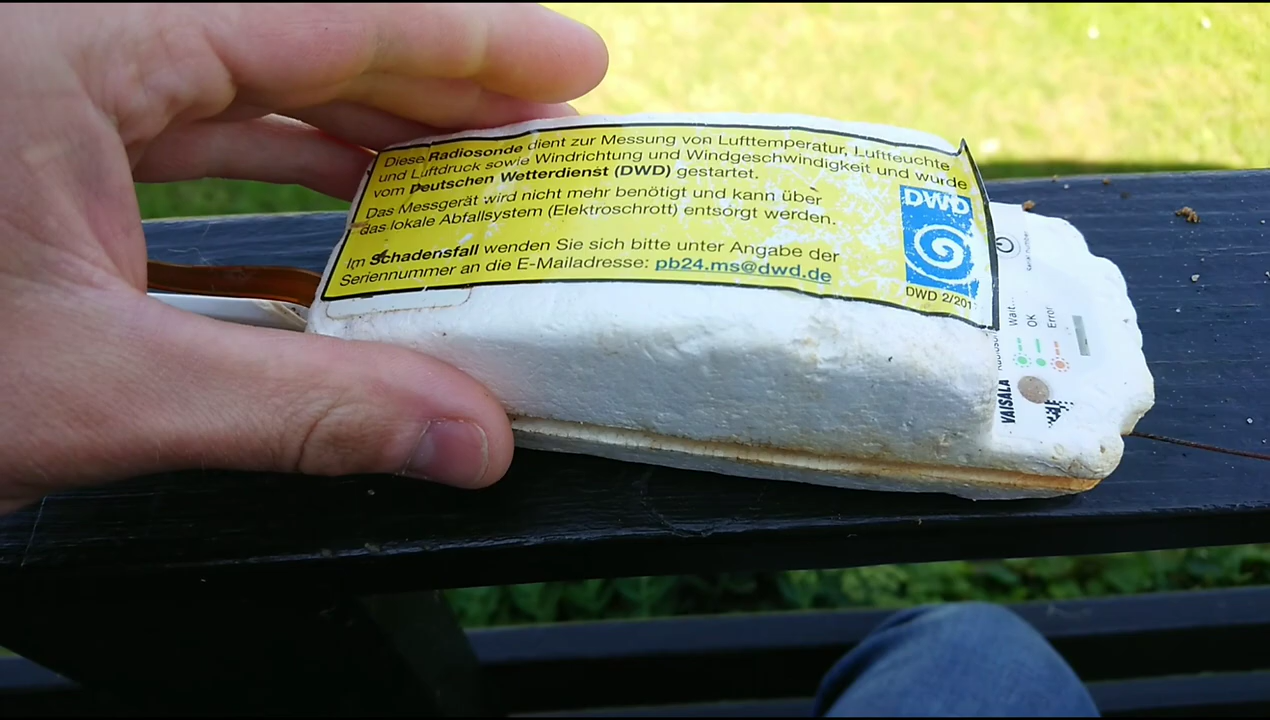 Diese Radiosonde dient zur Messung von Lufttemperatur, Luftfeuchte
und Luftdruck sowie Windrichtung und Windgeschwindigkeit und wurde
vom Deutschen Wetterdienst (DWD) gestartet.
Das Messgerät wird nicht mehr benötigt und kann über
das lokale Abfallsystem (Elektroschrott) entsorgt werden.
Im Schadensfall wenden Sie sich bitte unter Angabe der
Seriennummer an die E-Mailadresse: pb24.ms@dwd.de
DWD
DWD 2/201
Wait...
OK
Error
VAISALA